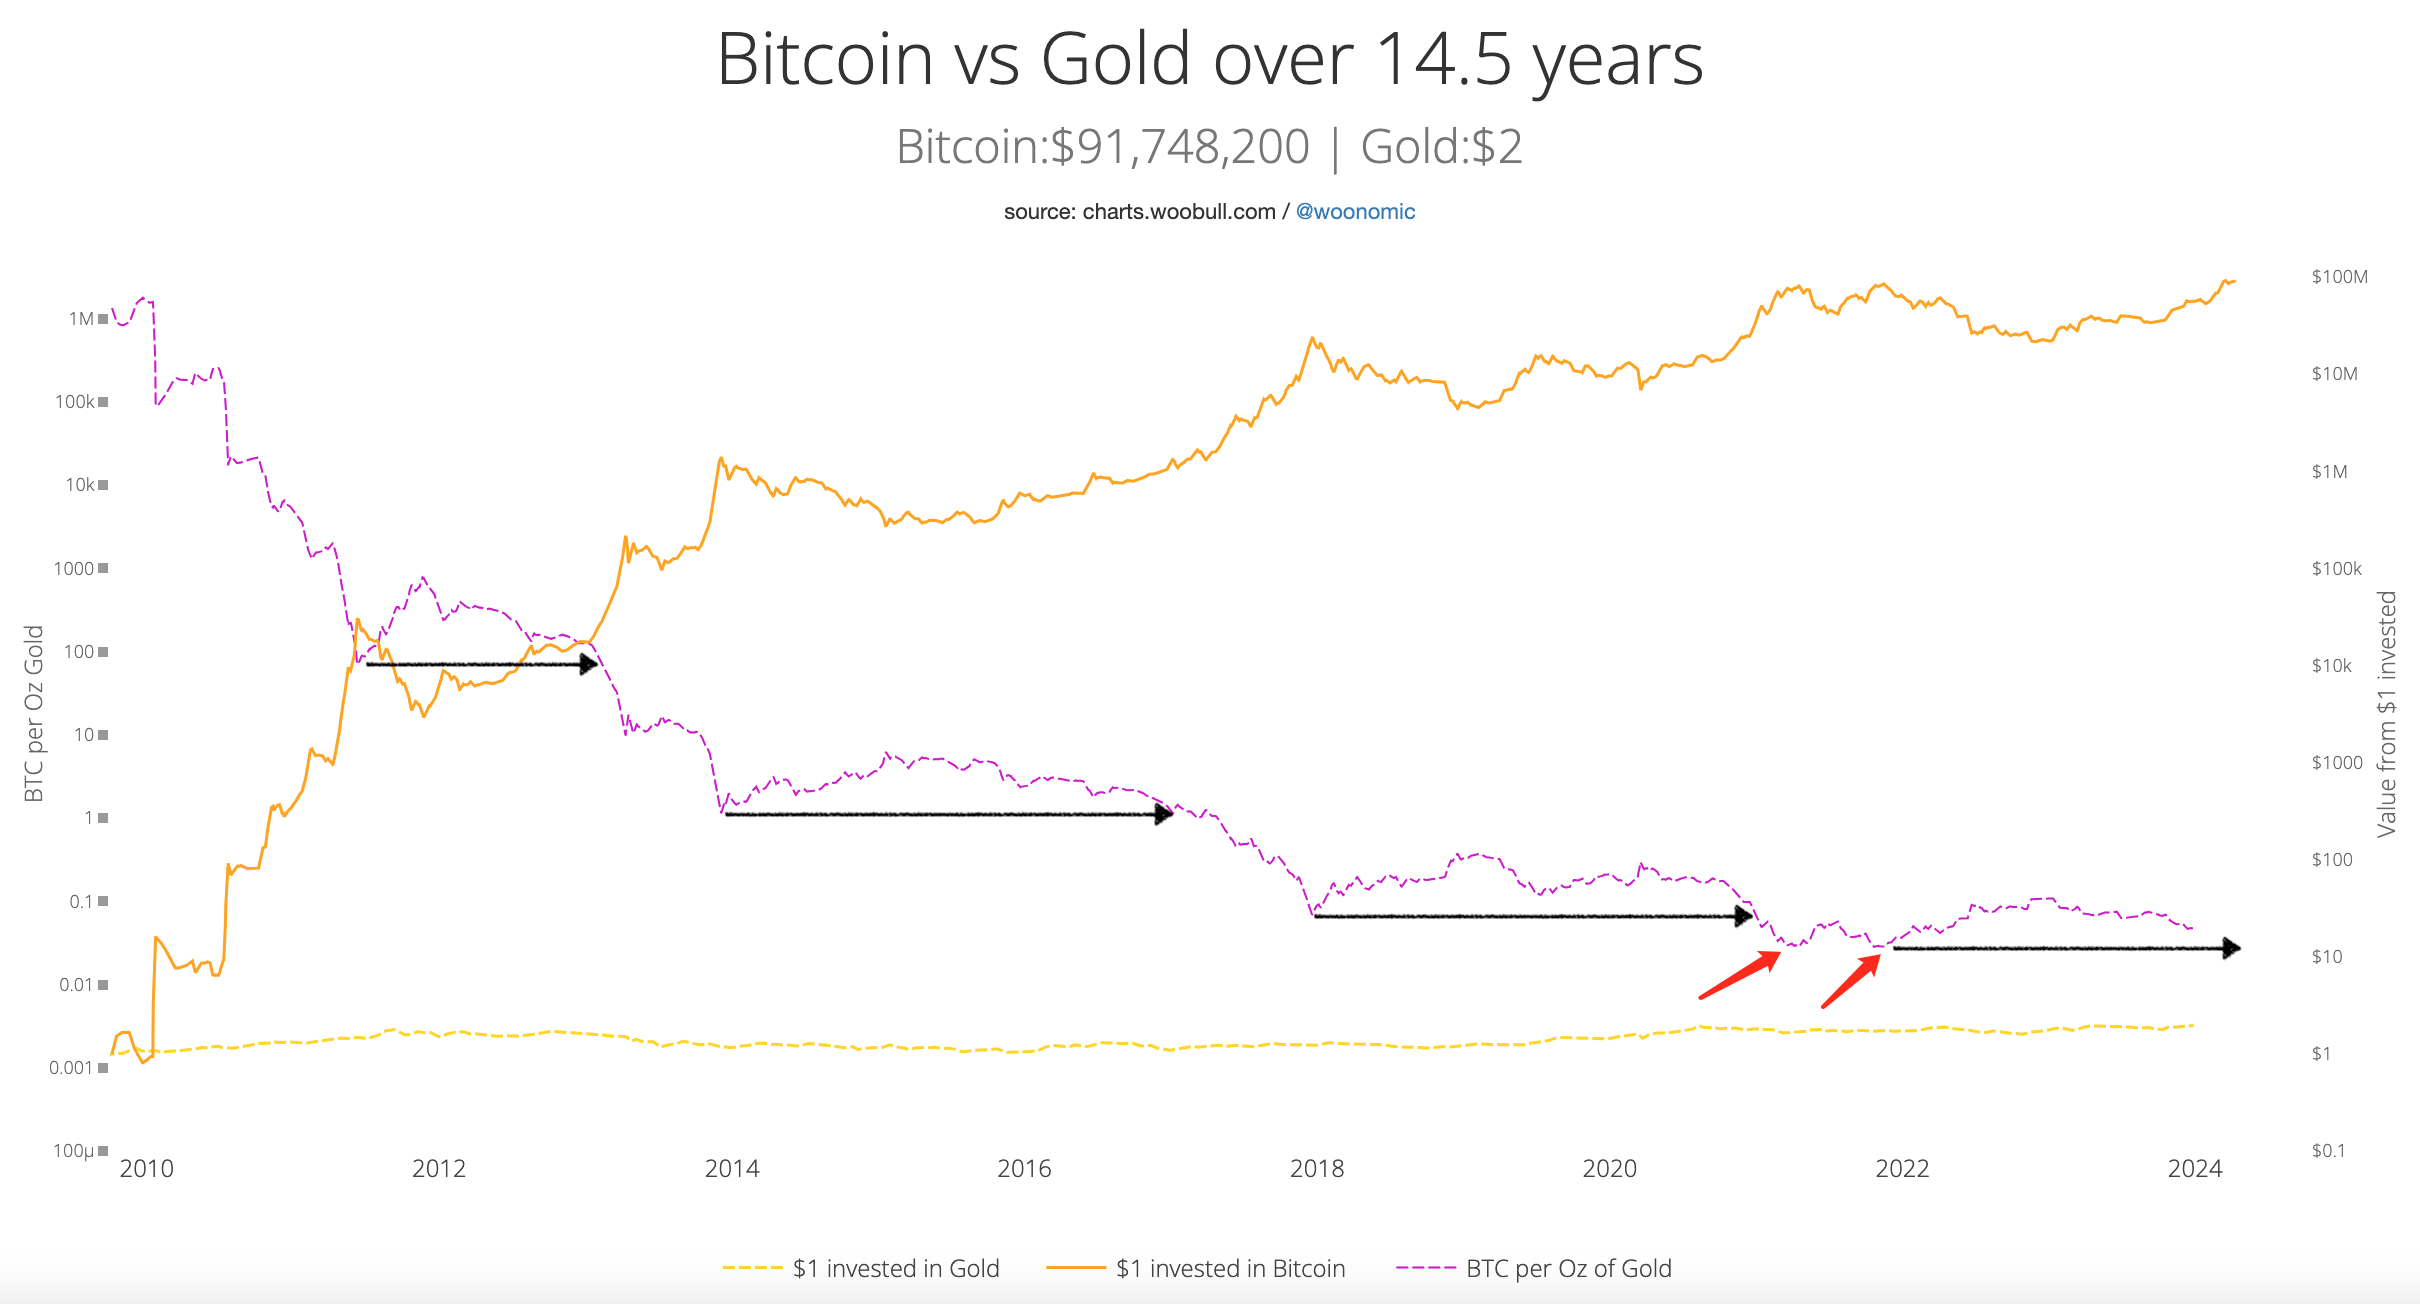 Bitcoin vs Gold over 14.5 years
Bitcoin:$91,748,200 | Gold:$2
source: charts.woobull.com / @woonomic
BTC per Oz Gold
1M
100k
10k
1000
100
10
1
0.1
0.01
0.001
100µ
$100M
$10M
$1M
$100k
$10k
$1000
$100
$10
$1
$0.1
Value from $1 invested
2010 2012 2014 2016 2018 2020 2022 2024
$1 invested in Gold $1 invested in Bitcoin BTC per Oz of Gold